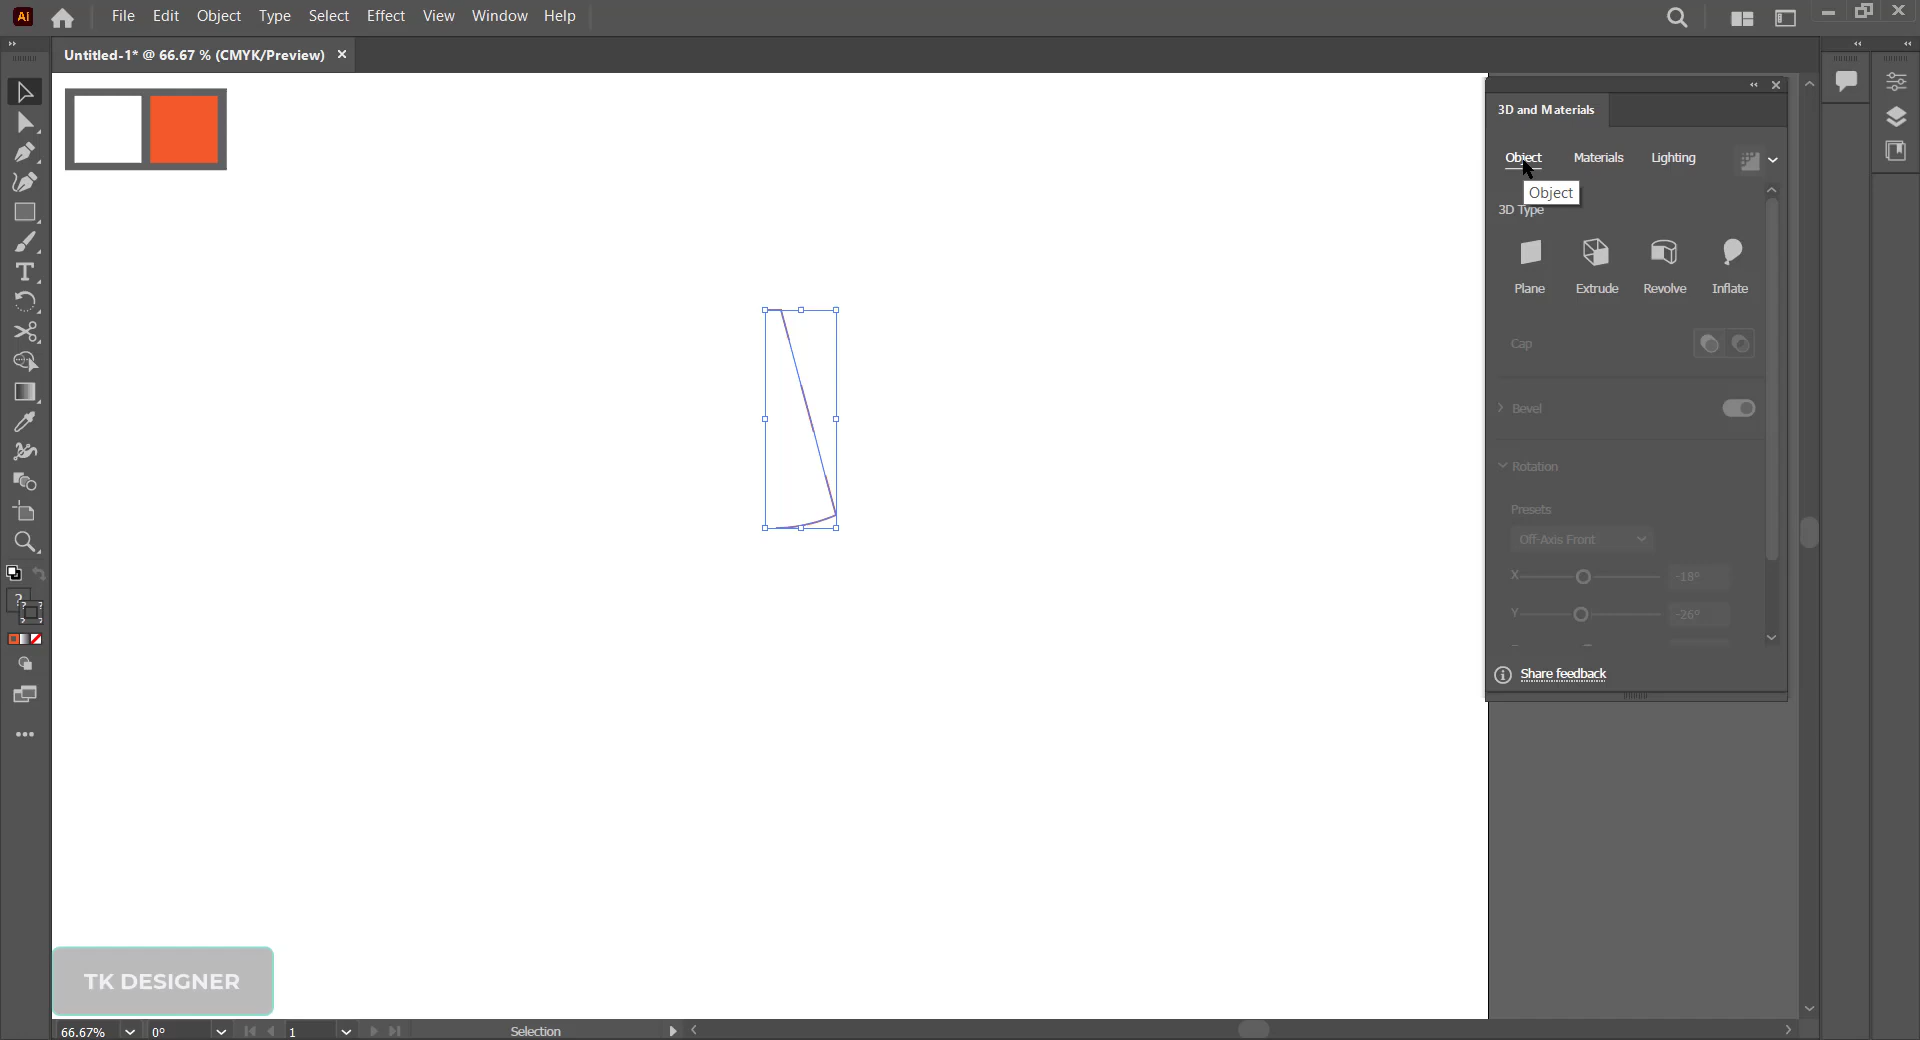 Ai File Edit Object Type Select Effect View Window Help
Untitled-1* @ 66.67 % (CMYK/Preview)
3D and Materials
Object Materials Lighting
Object
3D Type
Plane Extrude Revolve Inflate
Cap
Bevel
Rotation
Presets
Off-Axis Front
X -18°
Y -26°
Share feedback
TK DESIGNER
66.67% 0° 1 Selection